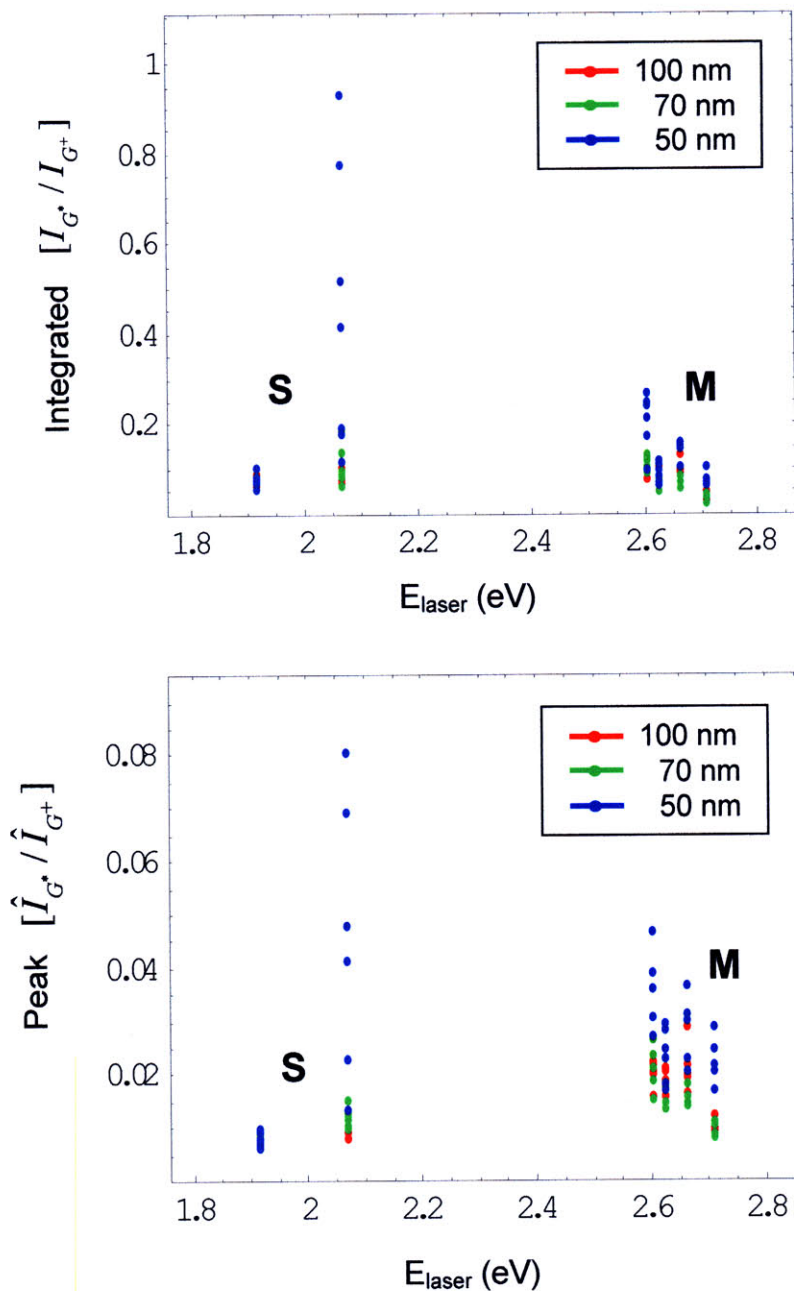 Integrated [I_G* / I_G+]
1
0.8
0.6
0.4
0.2
100 nm
70 nm
50 nm
S
M
1.8 2 2.2 2.4 2.6 2.8
E_laser (eV)
Peak [Î_G* / Î_G+]
0.08
0.06
0.04
0.02
100 nm
70 nm
50 nm
S
M
1.8 2 2.2 2.4 2.6 2.8
E_laser (eV)